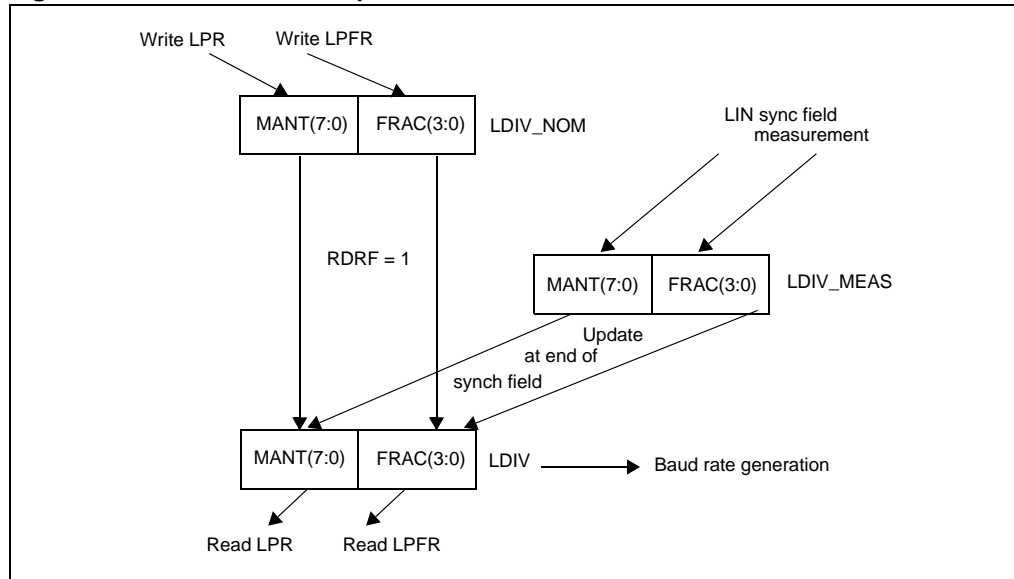 Write LPR
Write LPFR
MANT(7:0)
FRAC(3:0)
LDIV_NOM
LIN sync field
measurement
RDRF = 1
MANT(7:0)
FRAC(3:0)
LDIV_MEAS
Update
at end of
synch field
MANT(7:0)
FRAC(3:0)
LDIV
Baud rate generation
Read LPR
Read LPFR